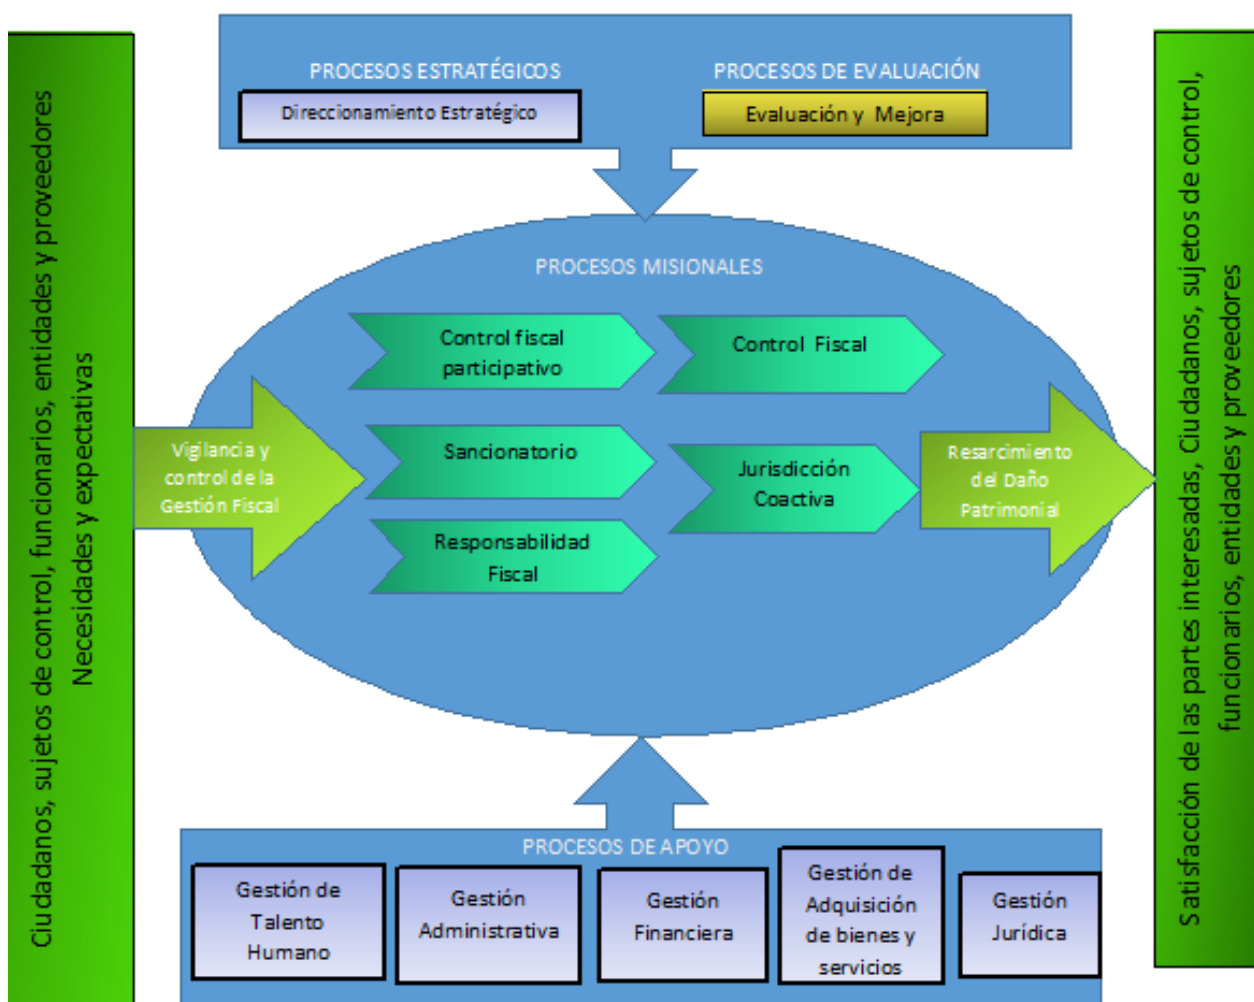 Ciudadanos, sujetos de control, funcionarios, entidades y proveedores
Necesidades y expectativas
PROCESOS ESTRATÉGICOS
Direccionamiento Estratégico
PROCESOS DE EVALUACIÓN
Evaluación y Mejora
PROCESOS MISIONALES
Control fiscal
participativo
Control Fiscal
Vigilancia y
control de la
Gestión Fiscal
Sancionatorio
Jurisdicción
Coactiva
Responsabilidad
Fiscal
Resarcimiento
del Daño
Patrimonial
PROCESOS DE APOYO
Gestión de
Talento
Humano
Gestión
Administrativa
Gestión
Financiera
Gestión de
Adquisición
de bienes y
servicios
Gestión
Jurídica
Satisfacción de las partes interesadas, Ciudadanos, sujetos de control,
funcionarios, entidades y proveedores